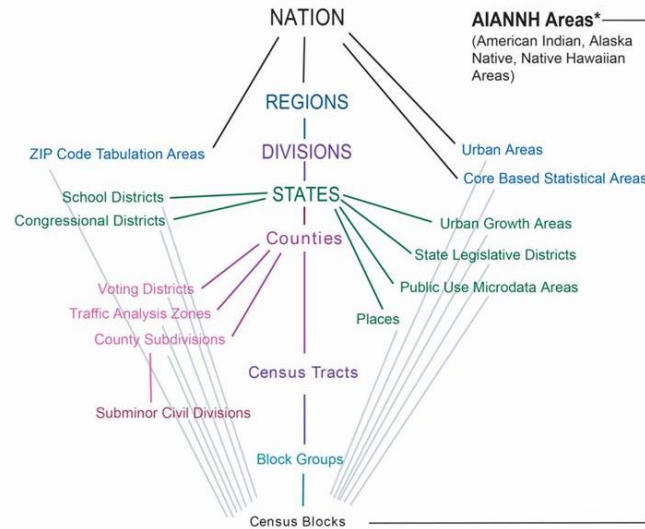 NATION
AIANNH Areas*
(American Indian, Alaska
Native, Native Hawaiian
Areas)
REGIONS
ZIP Code Tabulation Areas
DIVISIONS
Urban Areas
Core Based Statistical Areas
School Districts
STATES
Congressional Districts
Urban Growth Areas
Counties
State Legislative Districts
Voting Districts
Public Use Microdata Areas
Traffic Analysis Zones
Places
County Subdivisions
Census Tracts
Subminor Civil Divisions
Block Groups
Census Blocks